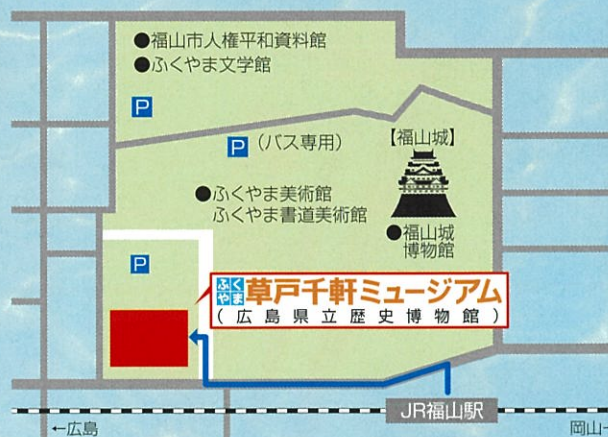 ●福山市人権平和資料館
●ふくやま文学館
P
P（バス専用）
【福山城】
●ふくやま美術館
ふくやま書道美術館
●福山城
博物館
P
ふくやま 草戸千軒ミュージアム
（広島県立歴史博物館）
JR福山駅
←広島
岡山→